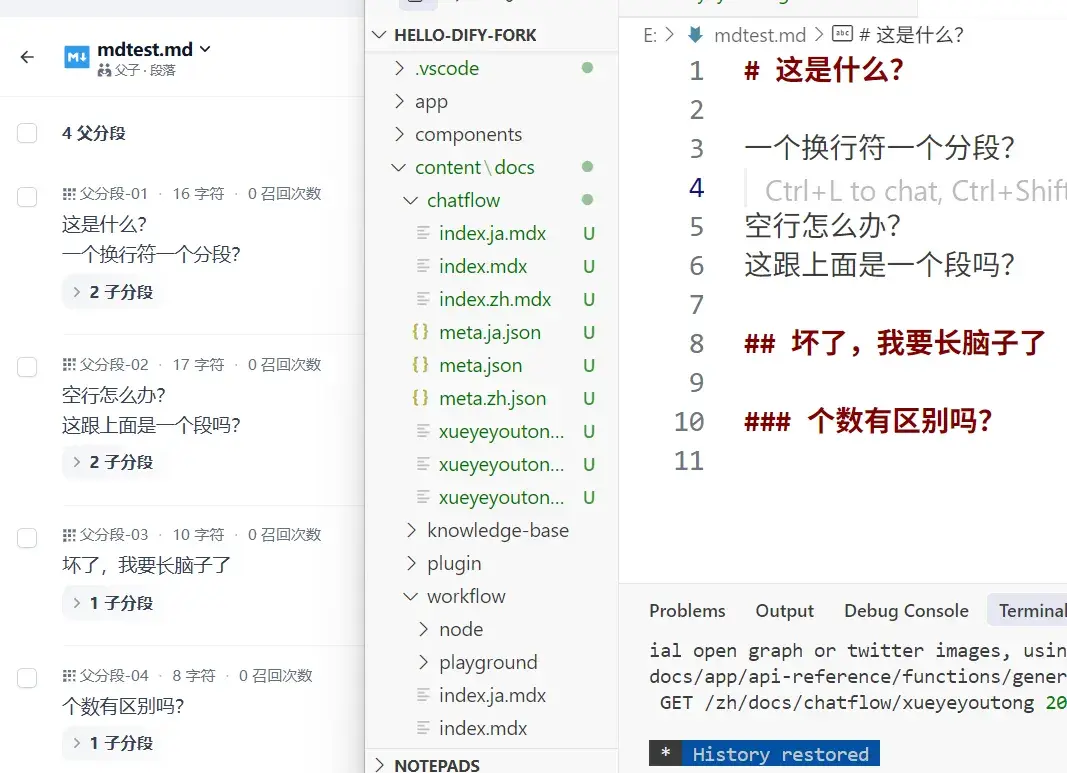 mdtest.md
父子 · 段落
4 父分段
父分段-01 · 16 字符 · 0 召回次数
这是什么?
一个换行符一个分段?
2 子分段
父分段-02 · 17 字符 · 0 召回次数
空行怎么办?
这跟上面是一个段吗?
2 子分段
父分段-03 · 10 字符 · 0 召回次数
坏了，我要长脑子了
1 子分段
父分段-04 · 8 字符 · 0 召回次数
个数有区别吗?
1 子分段
HELLO-DIFY-FORK
.vscode
app
components
content\docs
chatflow
index.ja.mdx U
index.mdx U
index.zh.mdx U
{} meta.ja.json U
{} meta.json U
{} meta.zh.json U
xueyeyouton... U
xueyeyouton... U
xueyeyouton... U
knowledge-base
plugin
workflow
node
playground
index.ja.mdx
index.mdx
NOTEPADS
E: > mdtest.md > abc # 这是什么?
1 # 这是什么?
2
3 一个换行符一个分段?
4 Ctrl+L to chat, Ctrl+Shift
5 空行怎么办?
6 这跟上面是一个段吗?
7
8 ## 坏了，我要长脑子了
9
10 ### 个数有区别吗?
11
Problems Output Debug Console Terminal
ial open graph or twitter images, usin
docs/app/api-reference/functions/gener
GET /zh/docs/chatflow/xueyeyoutong 20
* History restored